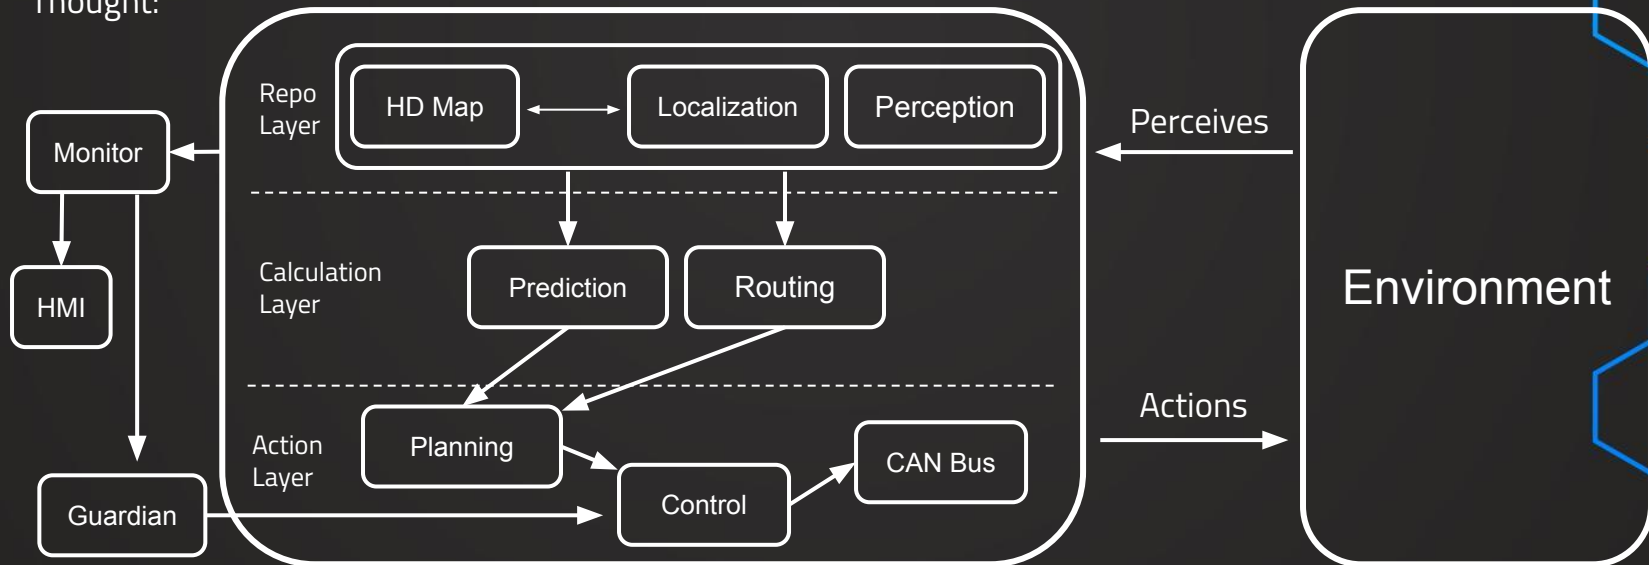 Thought:
Repo
Layer
HD Map
Localization
Perception
Monitor
Perceives
HMI
Calculation
Layer
Prediction
Routing
Environment
Actions
Action
Layer
Planning
CAN Bus
Guardian
Control